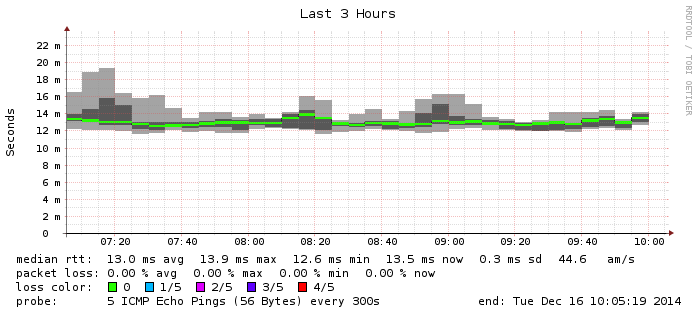 Last 3 Hours
RRDTOOL / TOBI OETIKER
Seconds
22 m
20 m
18 m
16 m
14 m
12 m
10 m
8 m
6 m
4 m
2 m
0
07:20 07:40 08:00 08:20 08:40 09:00 09:20 09:40 10:00
median rtt: 13.0 ms avg 13.9 ms max 12.6 ms min 13.5 ms now 0.3 ms sd 44.6 am/s
packet loss: 0.00 % avg 0.00 % max 0.00 % min 0.00 % now
loss color: 0 1/5 2/5 3/5 4/5
probe: 5 ICMP Echo Pings (56 Bytes) every 300s end: Tue Dec 16 10:05:19 2014